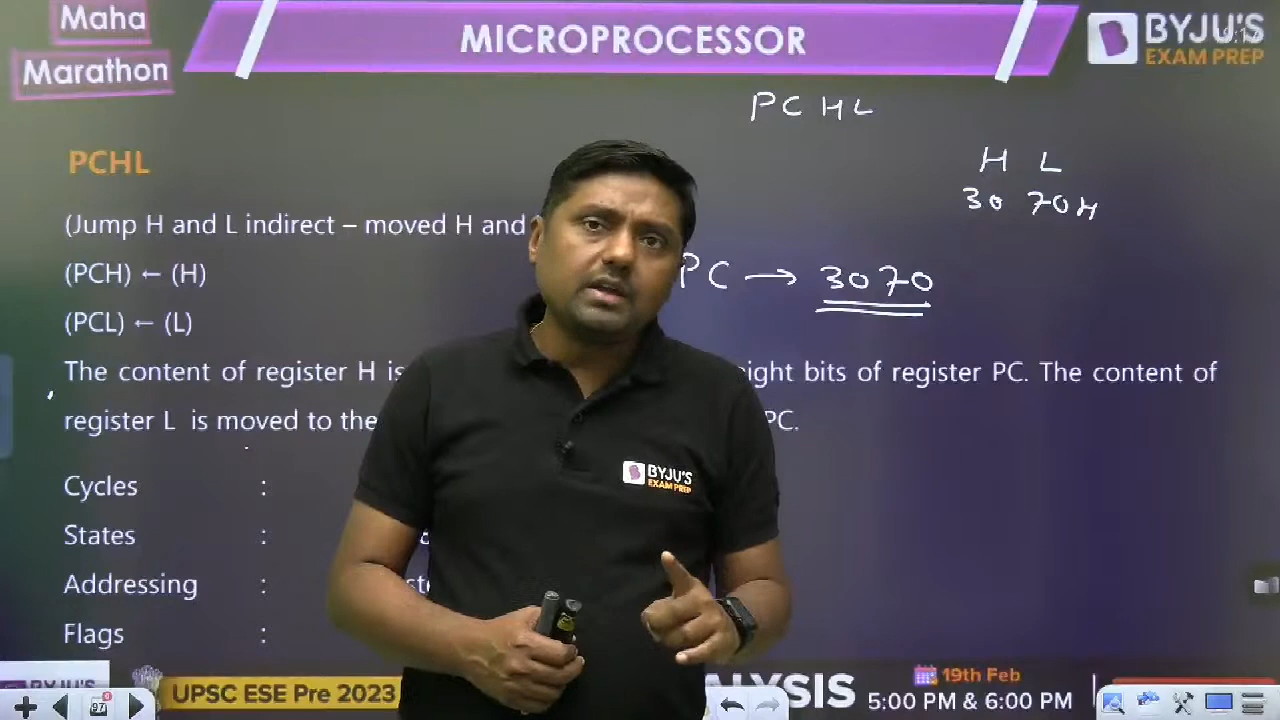 Maha
Marathon
MICROPROCESSOR
BYJU'S
EXAM PREP
PCHL
H L
30 70H
PC → 3070
PCHL
(Jump H and L indirect – moved H and
(PCH) ← (H)
(PCL) ← (L)
The content of register H is eight bits of register PC. The content of
register L is moved to the PC.
Cycles :
States :
Addressing :
Flags :
BYJU'S
EXAM PREP
BYJU'S
UPSC ESE Pre 2023
19th Feb
5:00 PM & 6:00 PM
97